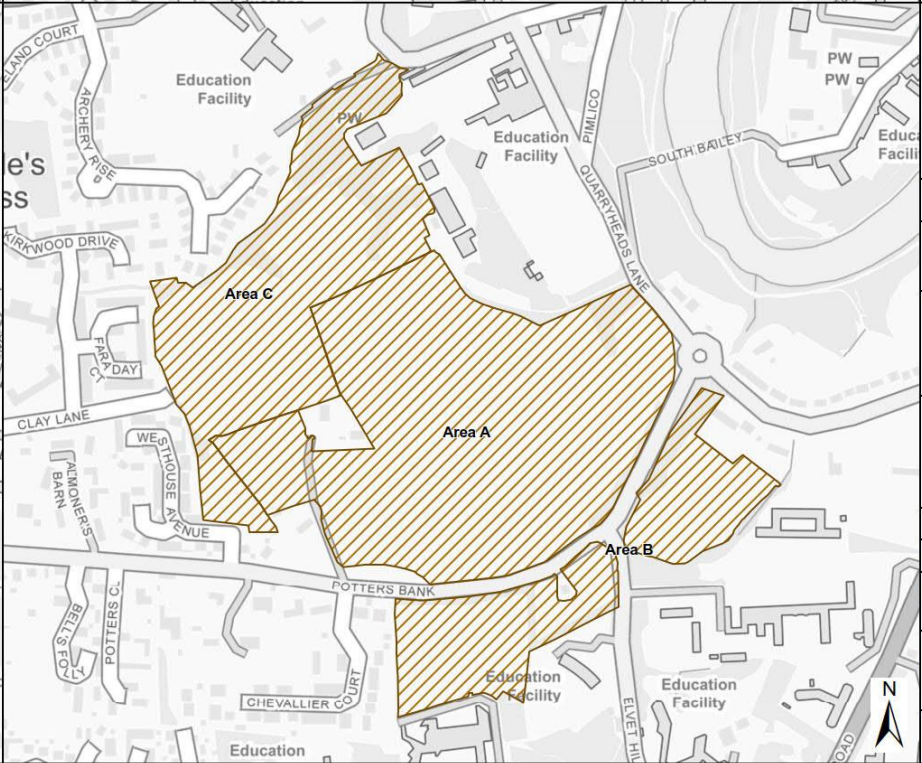 ELAND COURT
ARCHERY RISE
Education
Facility
PW
Education
Facility
PIMLICO
QUARRYHEADS LANE
SOUTH BAILEY
PW
PW
Educa
Facili
le's
ss
KIRKWOOD DRIVE
Area C
FARADAY
CT
CLAY LANE
Area A
WESTHOUSE AVENUE
ALMONER'S
BARN
Area B
POTTERS BANK
BELL'S FOLLY
POTTERS CL
CHEVALLIER COURT
Education
Facility
Education
Facility
ELVET HIL
Education
OAD
N